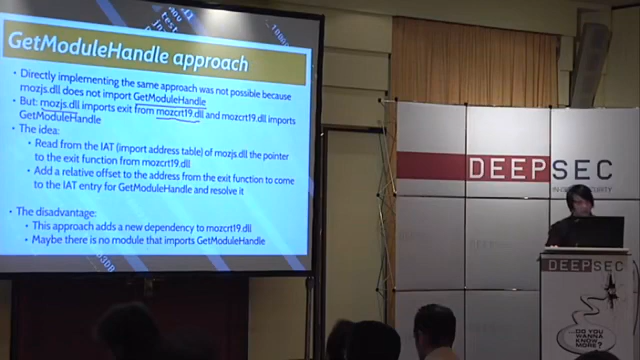 GetModuleHandle approach
• Directly implementing the same approach was not possible because
mozjs.dll does not import GetModuleHandle
• But: mozjs.dll imports exit from mozcrt19.dll and mozcrt19.dll imports
GetModuleHandle
• The idea:
• Read from the IAT (import address table) of mozjs.dll the pointer
to the exit function from mozcrt19.dll
• Add a relative offset to the address from the exit function to come
to the IAT entry for GetModuleHandle and resolve it
• The disadvantage:
• This approach adds a new dependency to mozcrt19.dll
• Maybe there is no module that imports GetModuleHandle
DEEPSEC
DEEPSEC
...DO YOU
WANNA
KNOW
MORE?